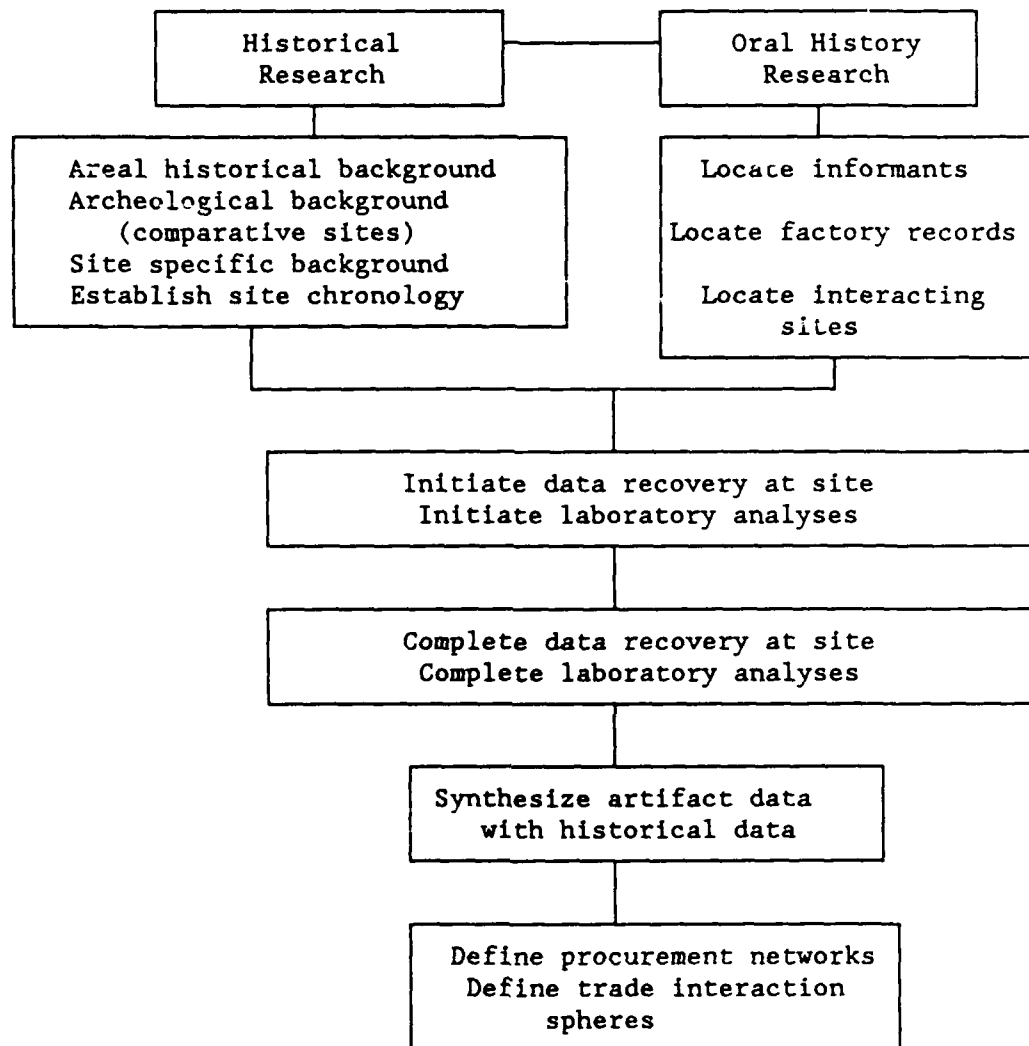 Historical
Research
Oral History
Research
Areal historical background
Archeological background
(comparative sites)
Site specific background
Establish site chronology
Locate informants
Locate factory records
Locate interacting
sites
Initiate data recovery at site
Initiate laboratory analyses
Complete data recovery at site
Complete laboratory analyses
Synthesize artifact data
with historical data
Define procurement networks
Define trade interaction
spheres